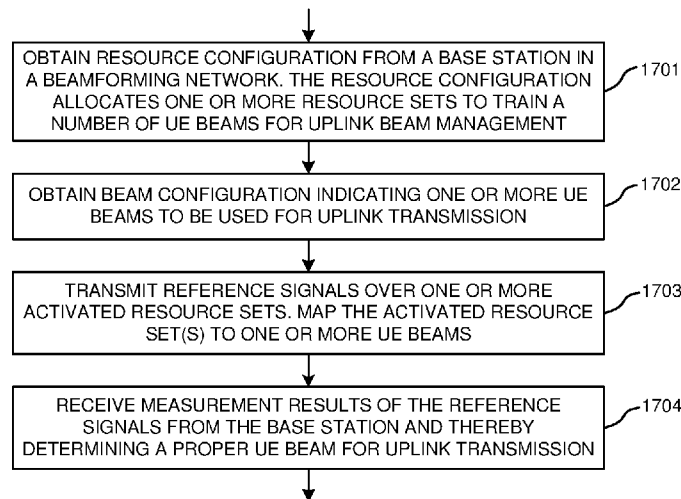 OBTAIN RESOURCE CONFIGURATION FROM A BASE STATION IN
A BEAMFORMING NETWORK. THE RESOURCE CONFIGURATION
ALLOCATES ONE OR MORE RESOURCE SETS TO TRAIN A
NUMBER OF UE BEAMS FOR UPLINK BEAM MANAGEMENT
1701
OBTAIN BEAM CONFIGURATION INDICATING ONE OR MORE UE
BEAMS TO BE USED FOR UPLINK TRANSMISSION
1702
TRANSMIT REFERENCE SIGNALS OVER ONE OR MORE
ACTIVATED RESOURCE SETS. MAP THE ACTIVATED RESOURCE
SET(S) TO ONE OR MORE UE BEAMS
1703
RECEIVE MEASUREMENT RESULTS OF THE REFERENCE
SIGNALS FROM THE BASE STATION AND THEREBY
DETERMINING A PROPER UE BEAM FOR UPLINK TRANSMISSION
1704